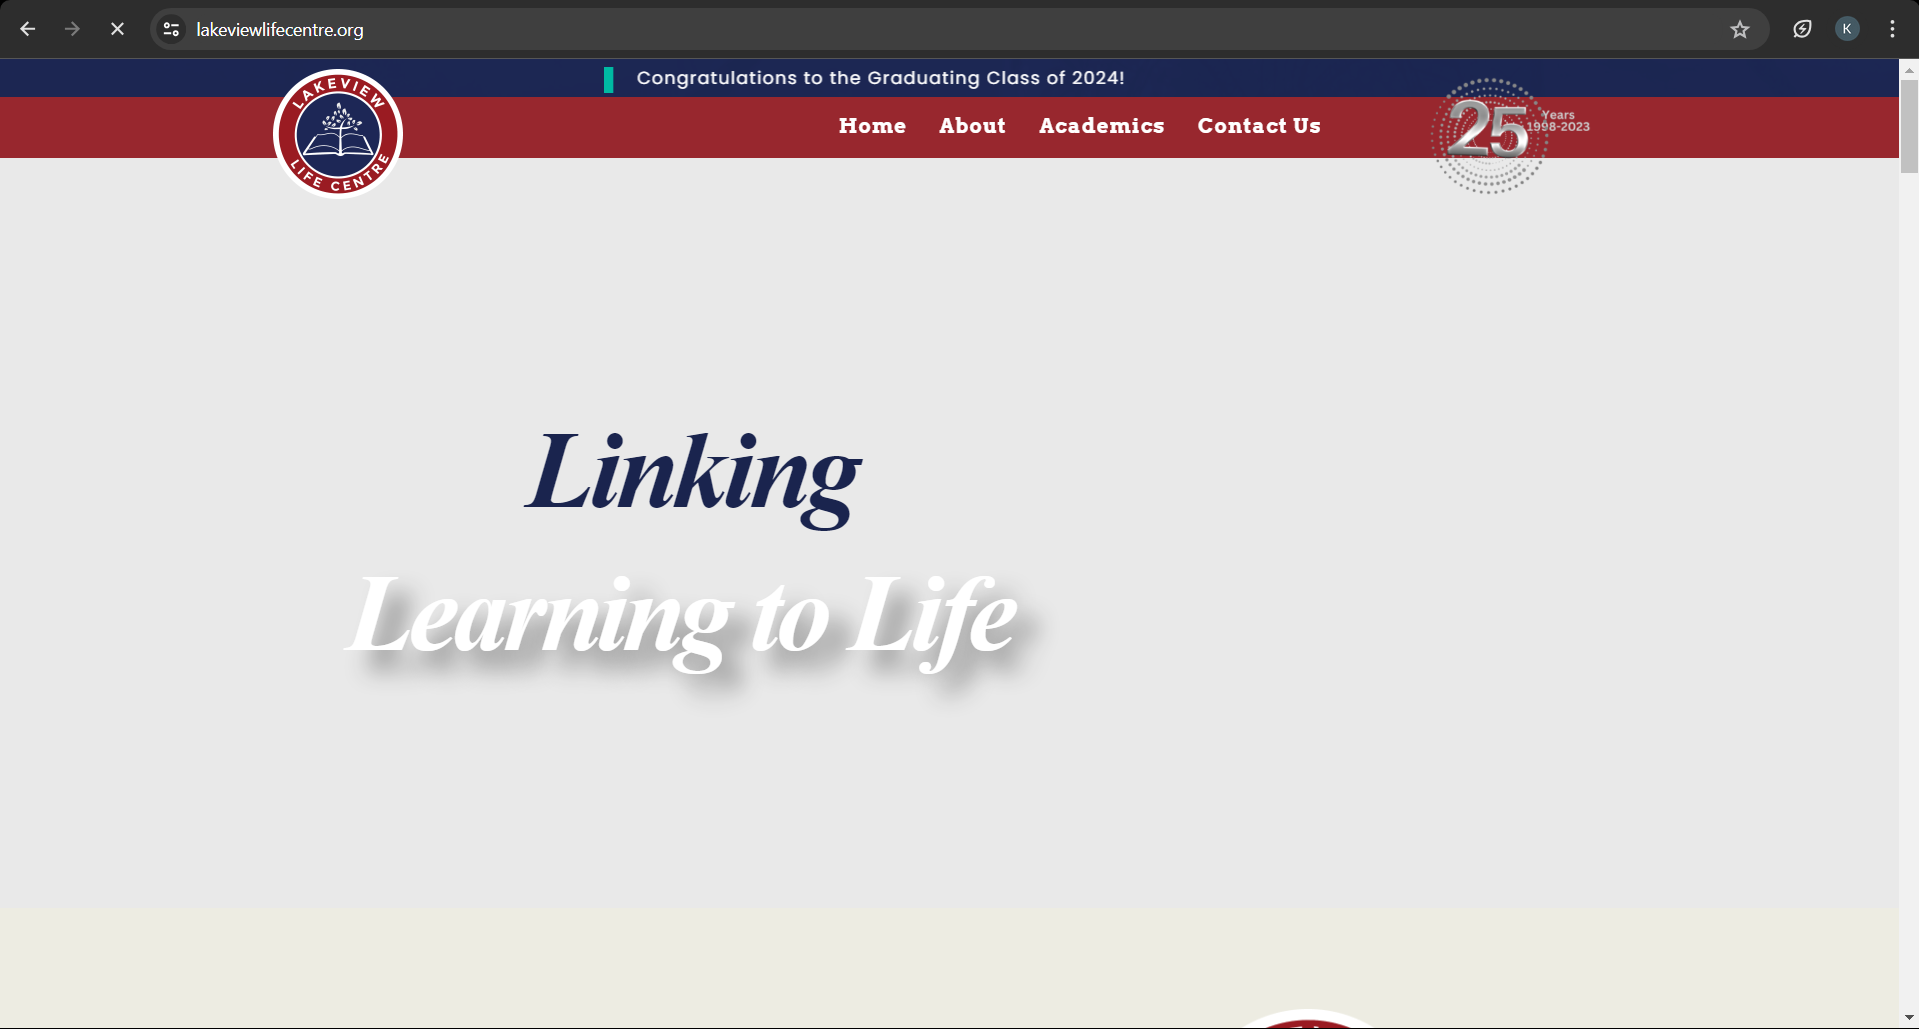 lakeviewlifecentre.org
K
Congratulations to the Graduating Class of 2024!
LAKEVIEW
LIFE CENTRE
Home About Academics Contact Us
25
Years
1998-2023
Linking
Learning to Life